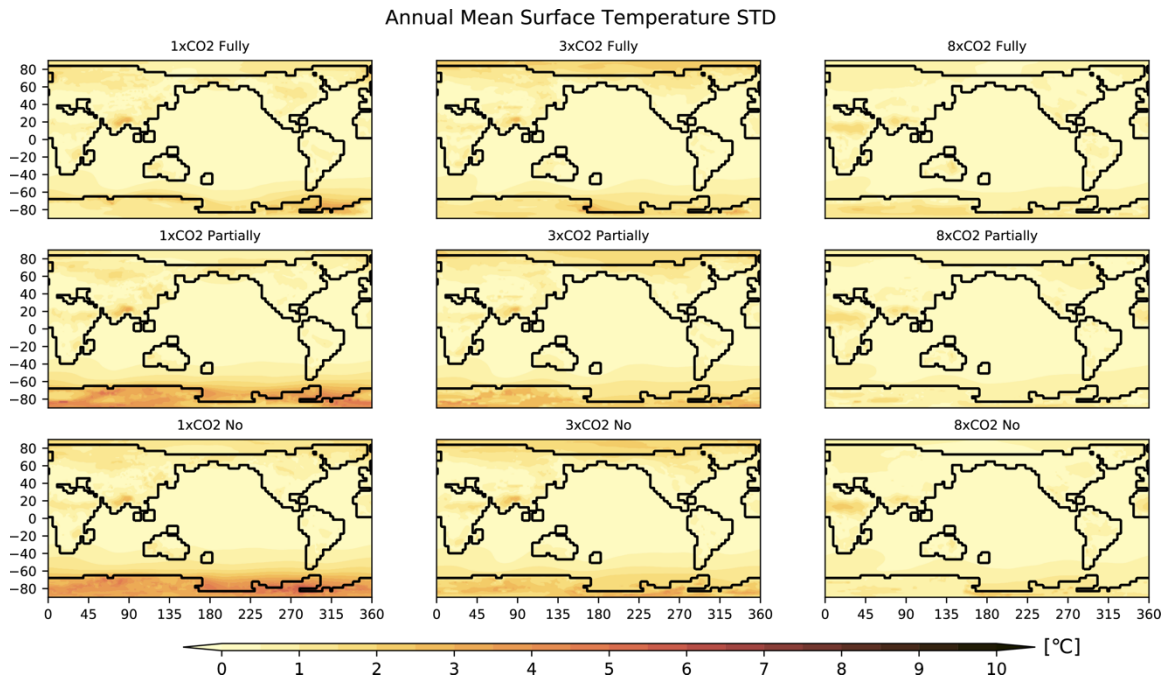 Annual Mean Surface Temperature STD
1xCO2 Fully
3xCO2 Fully
8xCO2 Fully
80
60
40
20
0
−20
−40
−60
−80
1xCO2 Partially
3xCO2 Partially
8xCO2 Partially
80
60
40
20
0
−20
−40
−60
−80
1xCO2 No
3xCO2 No
8xCO2 No
80
60
40
20
0
−20
−40
−60
−80
0 45 90 135 180 225 270 315 360
0 45 90 135 180 225 270 315 360
0 45 90 135 180 225 270 315 360
0 1 2 3 4 5 6 7 8 9 10
[°C]